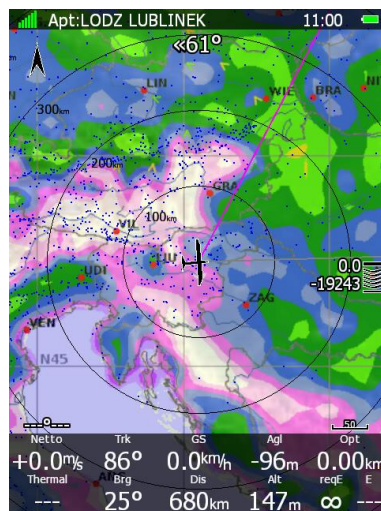 Apt:LODZ LUBLINEK 11:00
«61°
LIN
WIE BRA NI
300km
200km
GRA
100km
VIL
LJU
UDI
0.0
-19243
ZAG
VEN
N45
---°---
50
Netto Trk GS Agl Opt
+0.0m/s 86° 0.0km/h -96m 0.00km
Thermal Brg Dis Alt reqE E
--- 25° 680km 147m ∞ --